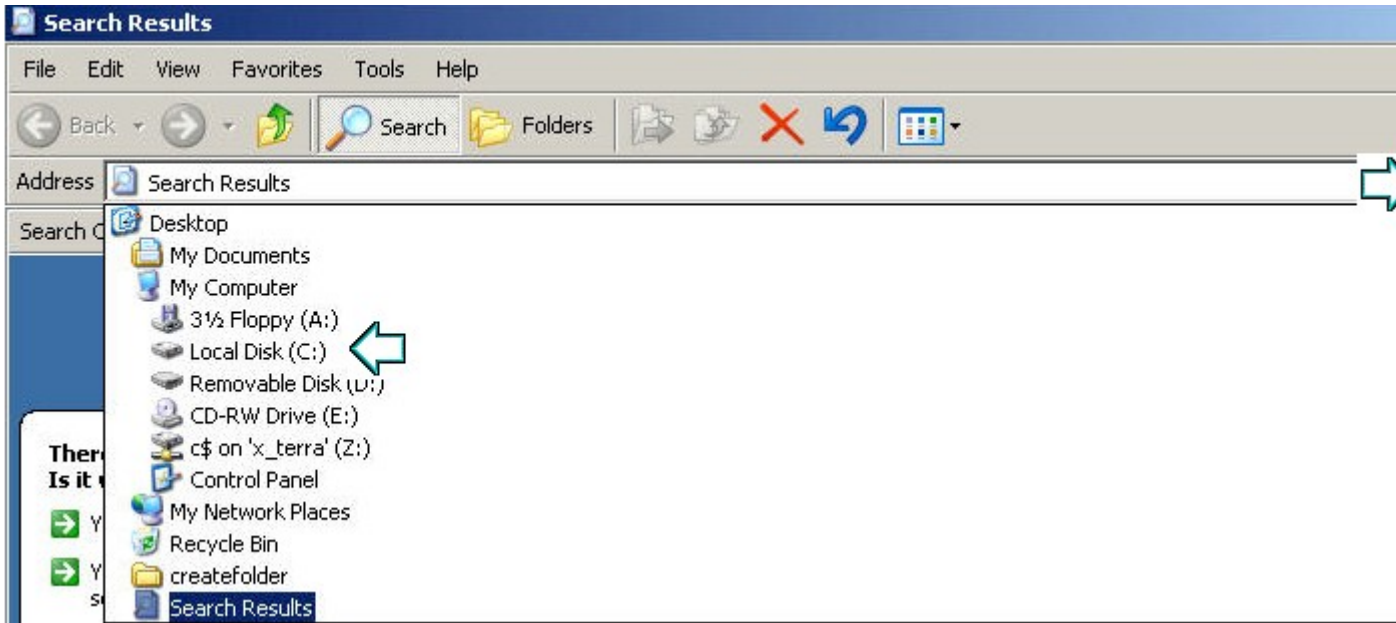 Search Results
File Edit View Favorites Tools Help
Back Search Folders
Address Search Results
Search
Desktop
My Documents
My Computer
3½ Floppy (A:)
Local Disk (C:)
Removable Disk (D:)
CD-RW Drive (E:)
c$ on 'x_terra' (Z:)
Control Panel
My Network Places
Recycle Bin
createfolder
Search Results
Is it